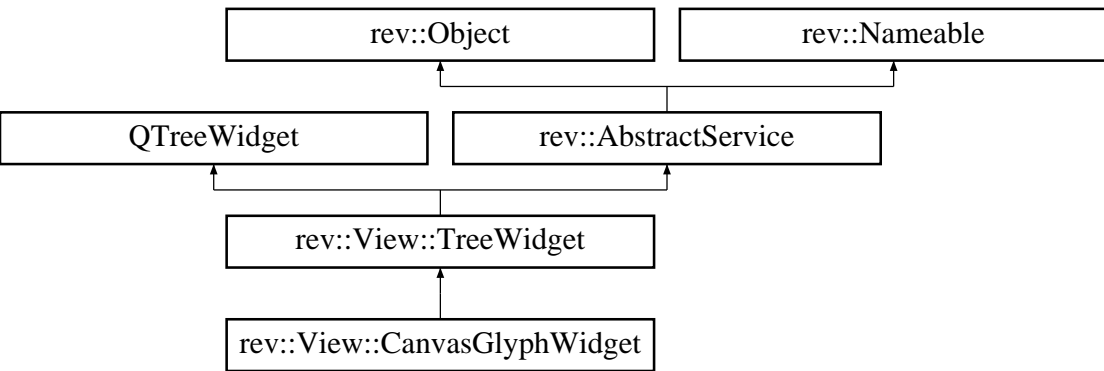 rev::Object
rev::Nameable
QTreeWidget
rev::AbstractService
rev::View::TreeWidget
rev::View::CanvasGlyphWidget